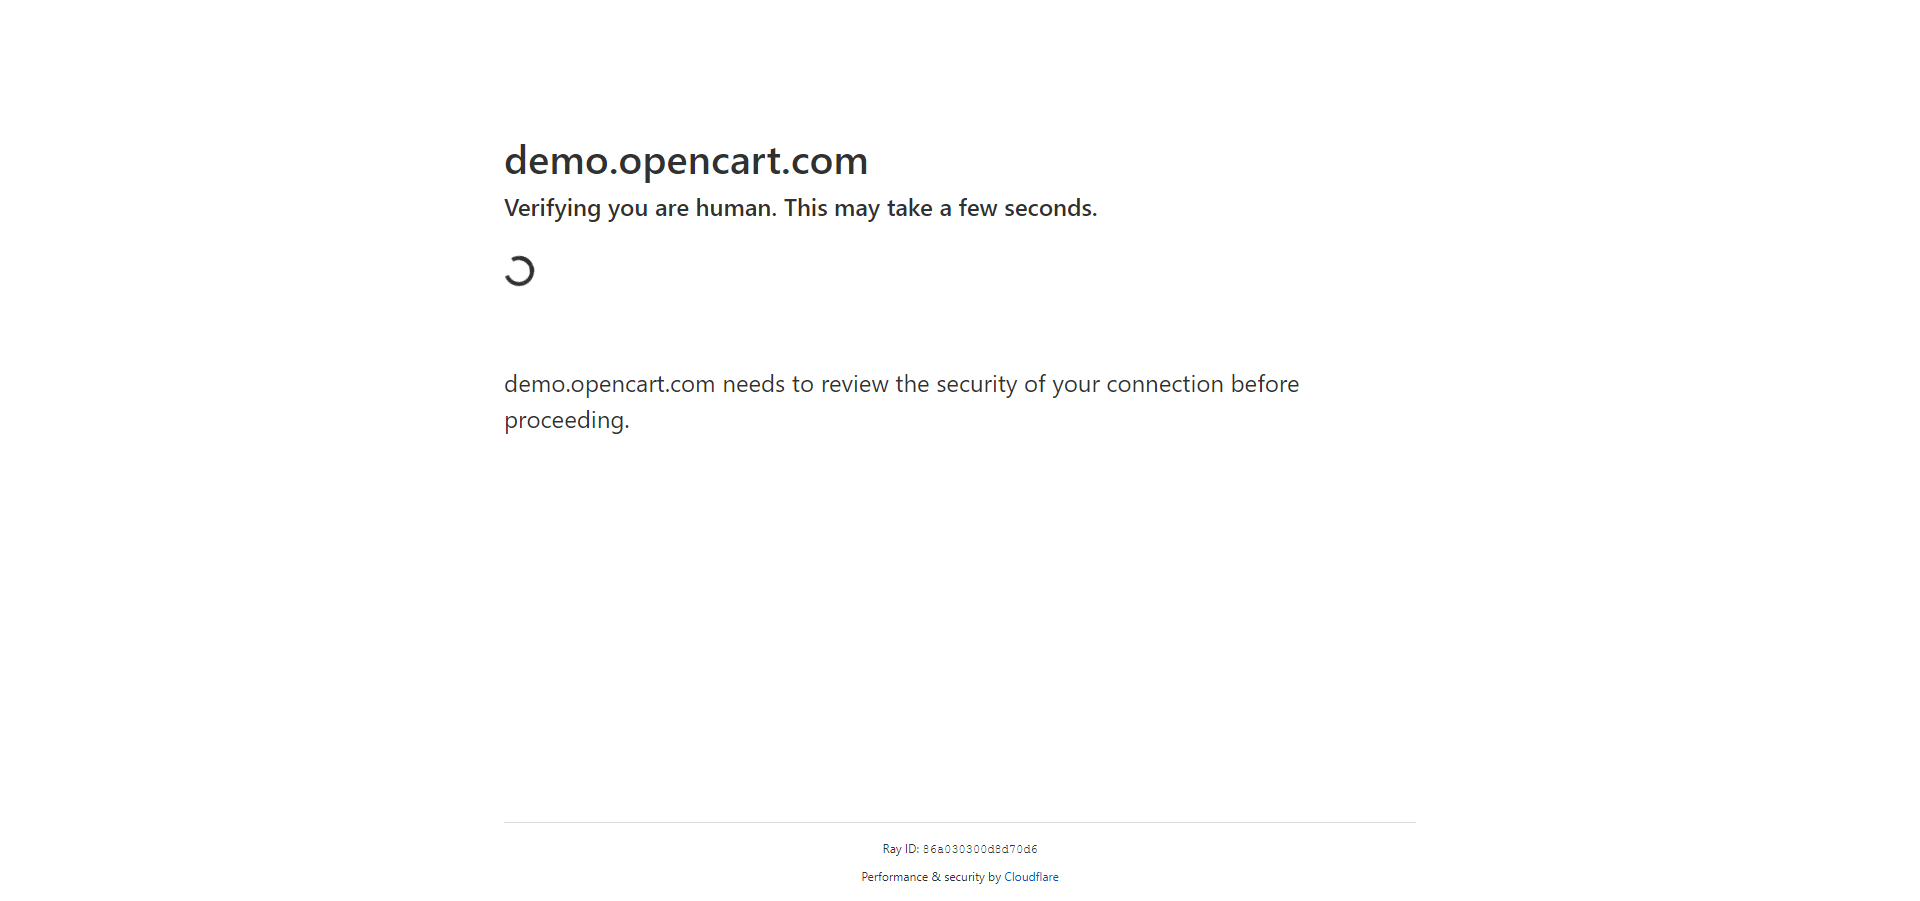 demo.opencart.com
Verifying you are human. This may take a few seconds.
demo.opencart.com needs to review the security of your connection before
proceeding.
Ray ID: 86a030300d8d70d6
Performance & security by Cloudflare